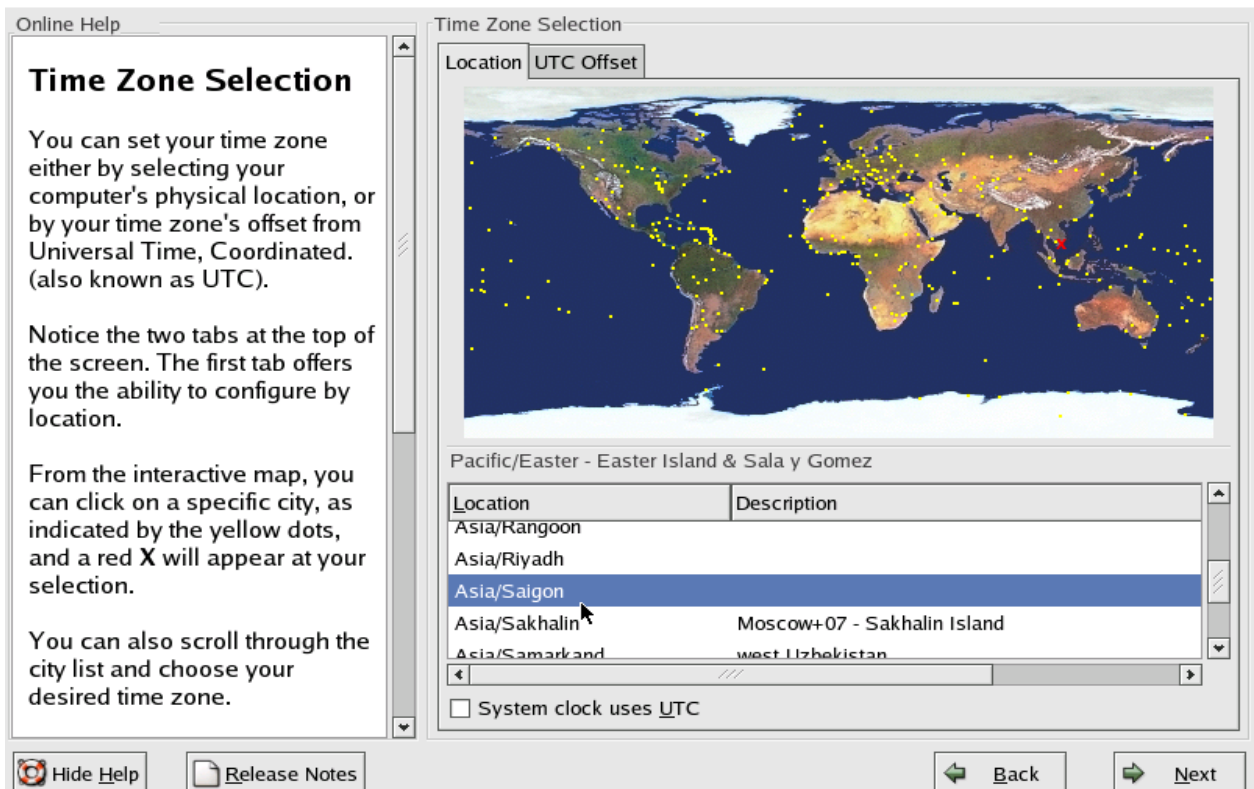 Online Help
Time Zone Selection
You can set your time zone
either by selecting your
computer's physical location, or
by your time zone's offset from
Universal Time, Coordinated.
(also known as UTC).
Notice the two tabs at the top of
the screen. The first tab offers
you the ability to configure by
location.
From the interactive map, you
can click on a specific city, as
indicated by the yellow dots,
and a red X will appear at your
selection.
You can also scroll through the
city list and choose your
desired time zone.
Time Zone Selection
Location UTC Offset
X
Pacific/Easter - Easter Island & Sala y Gomez
Location Description
Asia/Rangoon
Asia/Riyadh
Asia/Saigon
Asia/Sakhalin Moscow+07 - Sakhalin Island
Asia/Samarkand west Uzbekistan
System clock uses UTC
Hide Help Release Notes Back Next